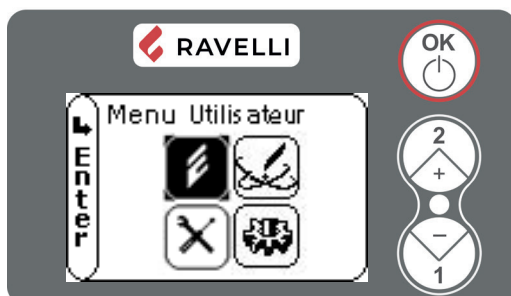 RAVELLI
OK
Menu Utilisateur
Enter
2
+
−
1